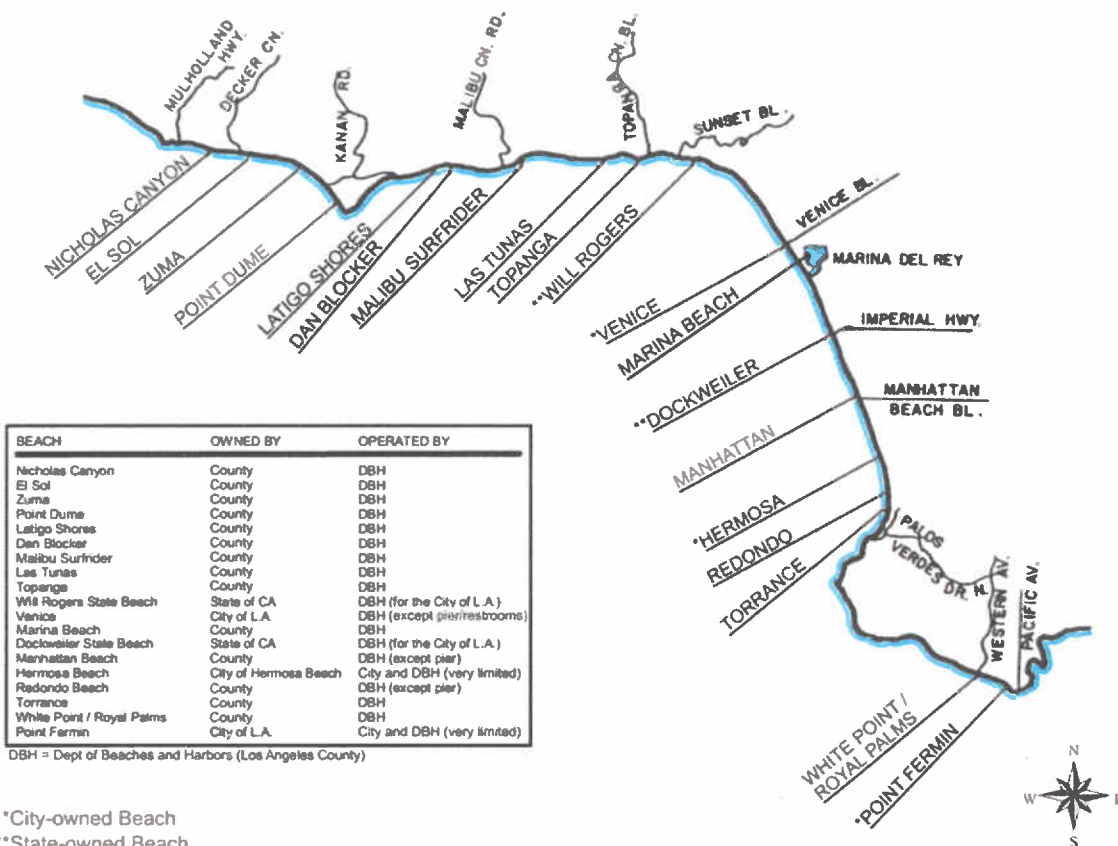 MULHOLLAND
HWY.
DECKER CN.
KANAN RD.
MALIBU CN. RD.
TOPANGA CN. BL.
SUNSET BL.
NICHOLAS CANYON
EL SOL
ZUMA
POINT DUME
LATIGO SHORES
DAN BLOCKER
MALIBU SURFRIDER
LAS TUNAS
TOPANGA
**WILL ROGERS
VENICE BL.
MARINA DEL REY
*VENICE
MARINA BEACH
IMPERIAL HWY.
**DOCKWEILER
MANHATTAN
BEACH BL.
MANHATTAN
*HERMOSA
REDONDO
TORRANCE
PALOS
VERDES DR. N.
WESTERN AV.
PACIFIC AV.
WHITE POINT /
ROYAL PALMS
*POINT FERMIN
BEACH OWNED BY OPERATED BY
Nicholas Canyon County DBH
El Sol County DBH
Zuma County DBH
Point Dume County DBH
Latigo Shores County DBH
Dan Blocker County DBH
Malibu Surfrider County DBH
Las Tunas County DBH
Topanga County DBH
Will Rogers State Beach State of CA DBH (for the City of L.A.)
Venice City of L.A. DBH (except pier/restrooms)
Marina Beach County DBH
Dockweiler State Beach State of CA DBH (for the City of L.A.)
Manhattan Beach County DBH (except pier)
Hermosa Beach City of Hermosa Beach City and DBH (very limited)
Redondo Beach County DBH (except pier)
Torrance County DBH
White Point / Royal Palms County DBH
Point Fermin City of L.A. City and DBH (very limited)
DBH = Dept of Beaches and Harbors (Los Angeles County)
*City-owned Beach
**State-owned Beach
N
W
E
S